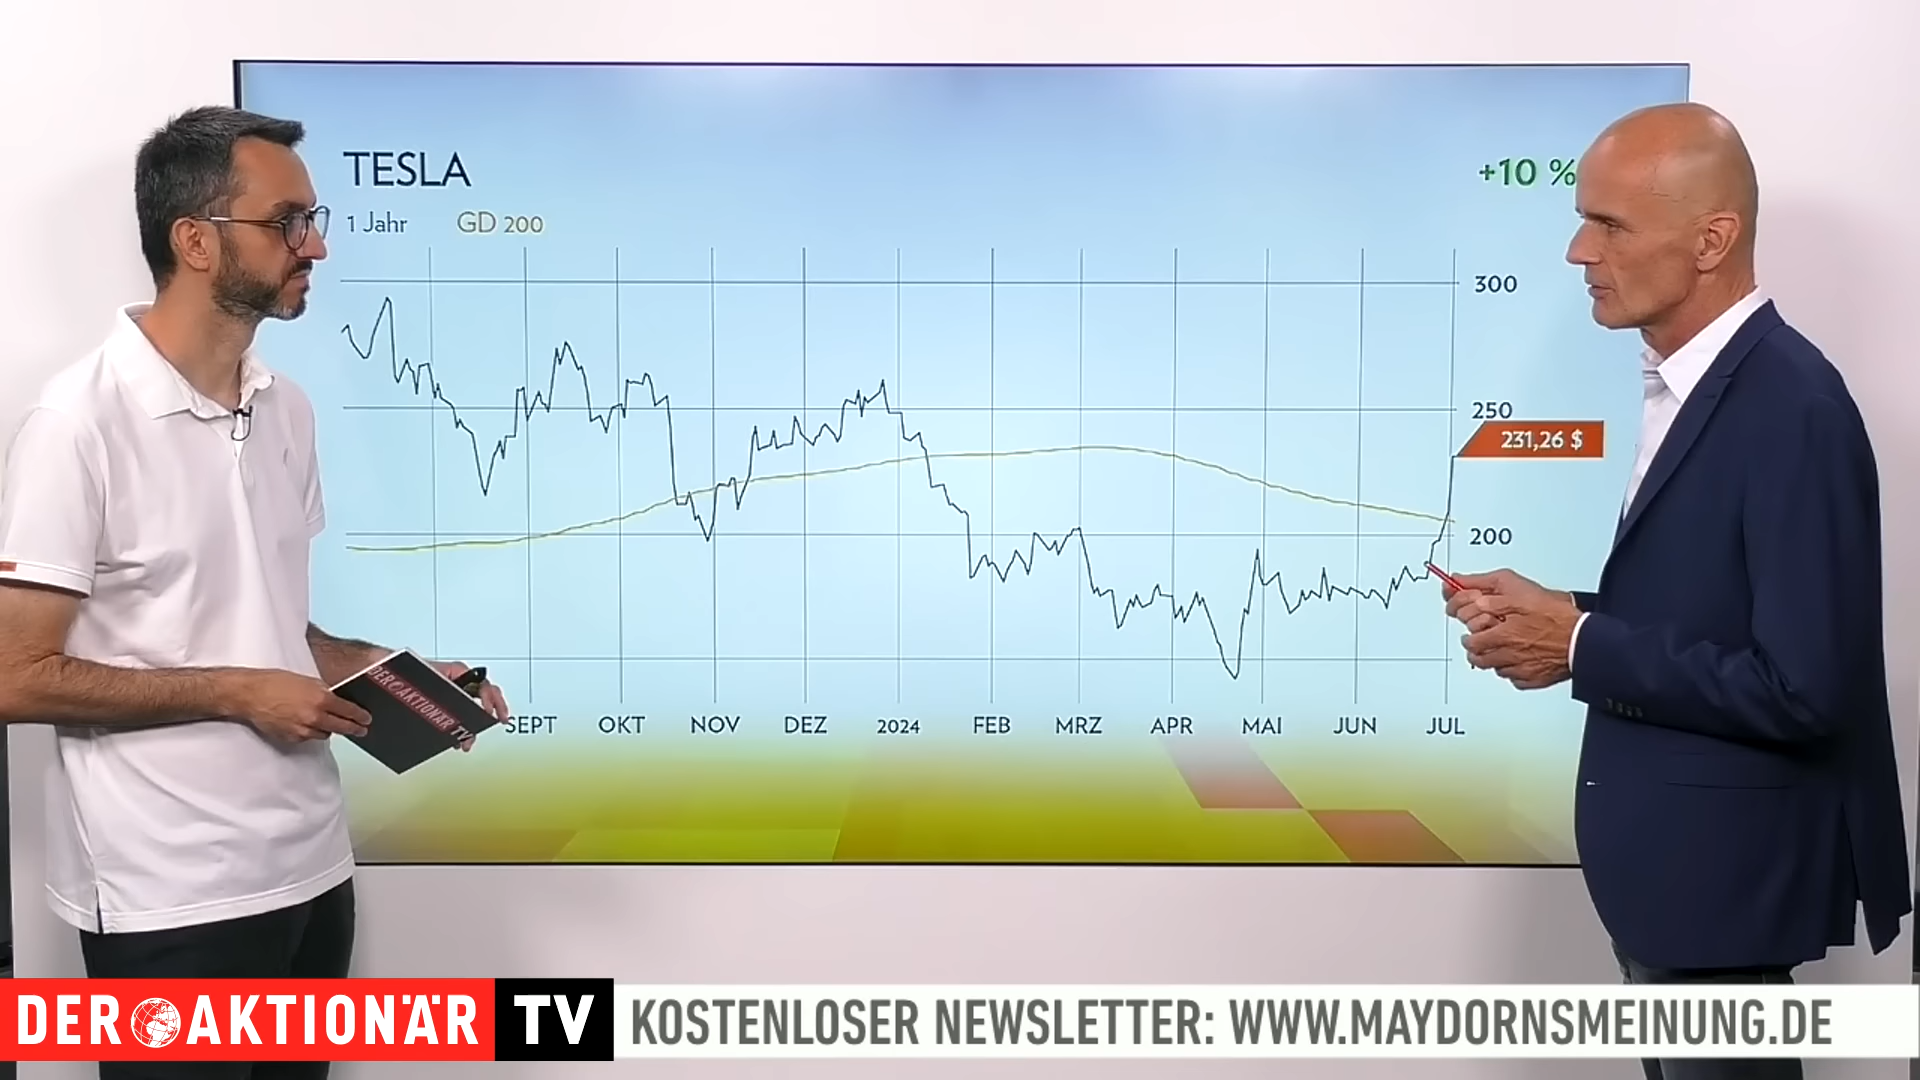 TESLA
+10 %
1 Jahr GD 200
300
250
231,26 $
200
SEPT OKT NOV DEZ 2024 FEB MRZ APR MAI JUN JUL
DER AKTIONÄR TV
DER AKTIONÄR TV KOSTENLOSER NEWSLETTER: WWW.MAYDORNSMEINUNG.DE